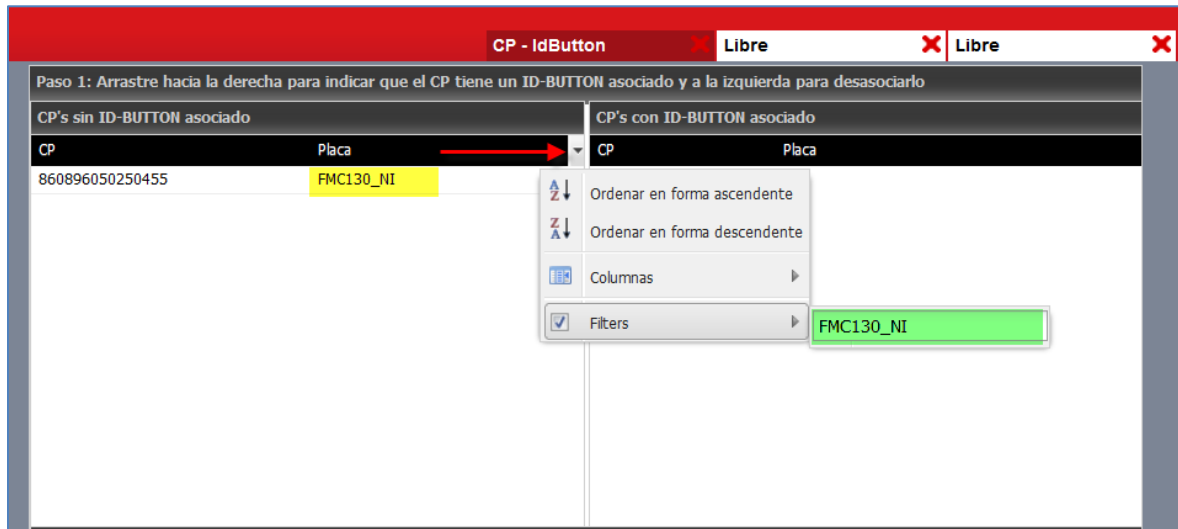 CP - IdButton
Libre
Libre
Paso 1: Arrastre hacia la derecha para indicar que el CP tiene un ID-BUTTON asociado y a la izquierda para desasociarlo
CP's sin ID-BUTTON asociado
CP's con ID-BUTTON asociado
CP Placa
CP Placa
860896050250455 FMC130_NI
Ordenar en forma ascendente
Ordenar en forma descendente
Columnas
Filters
FMC130_NI